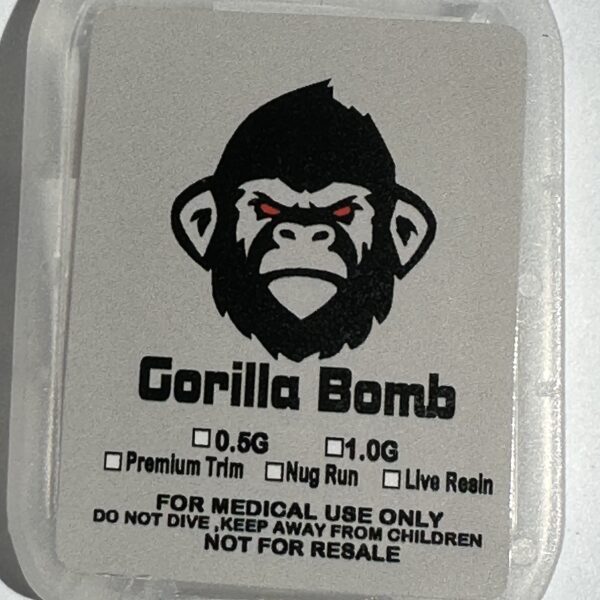 Gorilla Bomb
0.5G 1.0G
Premium Trim Nug Run Live Resin
FOR MEDICAL USE ONLY
DO NOT DIVE ,KEEP AWAY FROM CHILDREN
NOT FOR RESALE